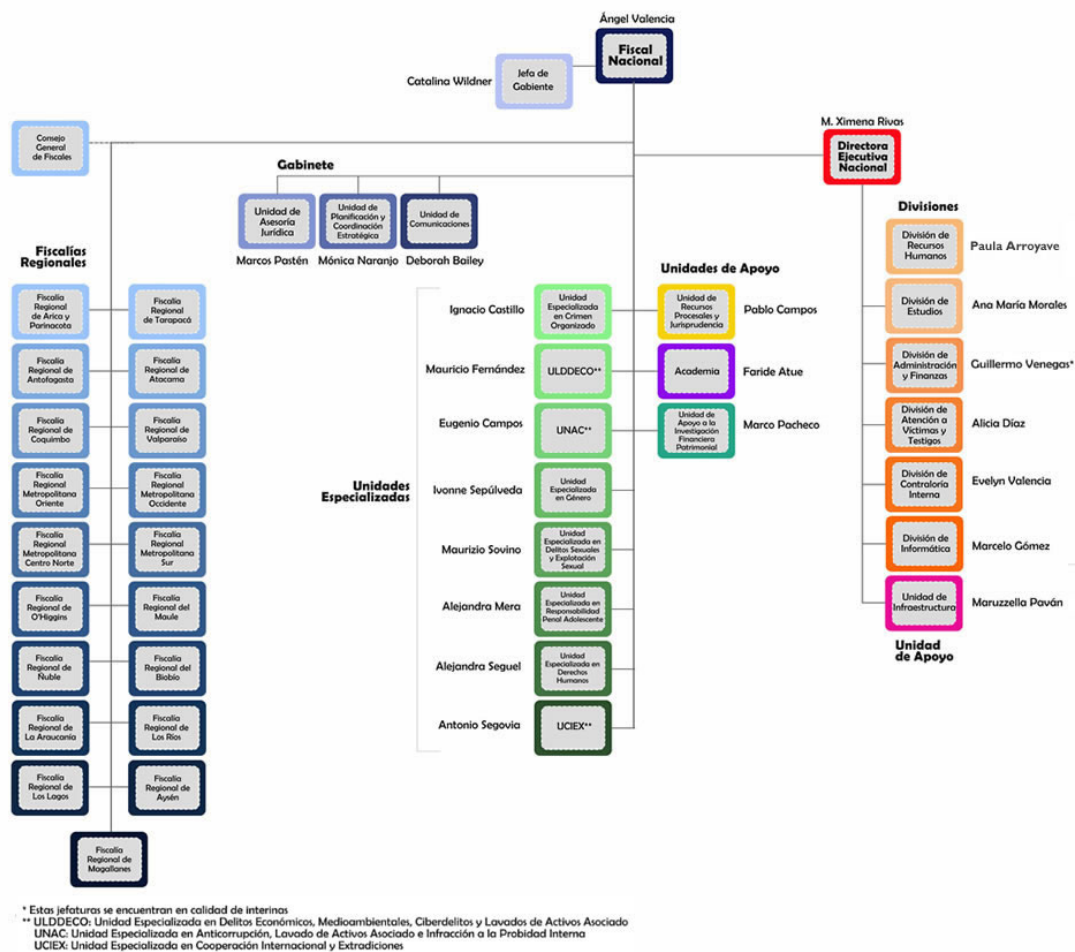 Ángel Valencia
Fiscal
Nacional
Catalina Wildner
Jefa de
Gabiente
Consejo
General
de Fiscales
M. Ximena Rivas
Directora
Ejecutiva
Nacional
Gabinete
Unidad de
Asesoría
Jurídica
Unidad de
Planificación y
Coordinación
Estratégica
Unidad de
Comunicaciones
Marcos Pastén
Mónica Naranjo
Deborah Bailey
Fiscalías
Regionales
Fiscalía
Regional
de Arica y
Parinacota
Fiscalía
Regional
de Tarapacá
Fiscalía
Regional de
Antofagasta
Fiscalía
Regional de
Atacama
Fiscalía
Regional de
Coquimbo
Fiscalía
Regional de
Valparaíso
Fiscalía
Regional
Metropolitana
Oriente
Fiscalía
Regional
Metropolitana
Occidente
Fiscalía
Regional
Metropolitana
Centro Norte
Fiscalía
Regional
Metropolitana
Sur
Fiscalía
Regional de
O'Higgins
Fiscalía
Regional del
Maule
Fiscalía
Regional de
Ñuble
Fiscalía
Regional del
Biobío
Fiscalía
Regional de
La Araucanía
Fiscalía
Regional de
Los Ríos
Fiscalía
Regional de
Los Lagos
Fiscalía
Regional de
Aysén
Fiscalía
Regional de
Magallanes
Unidades
Especializadas
Ignacio Castillo
Unidad
Especializada
en Crimen
Organizado
Mauricio Fernández
ULDDECO**
Eugenio Campos
UNAC**
Ivonne Sepúlveda
Unidad
Especializada
en Género
Maurizio Sovino
Unidad
Especializada en
Delitos Sexuales
y Explotación
Sexual
Alejandra Mera
Unidad
Especializada en
Responsabilidad
Penal Adolescente
Alejandra Seguel
Unidad
Especializada en
Derechos
Humanos
Antonio Segovia
UCIEX**
Unidades de Apoyo
Unidad de
Recursos
Procesales y
Jurisprudencia
Pablo Campos
Academia
Faride Atue
Unidad de
Apoyo a la
Investigación
Financiera
Patrimonial
Marco Pacheco
Divisiones
División de
Recursos
Humanos
Paula Arroyave
División de
Estudios
Ana María Morales
División de
Administración
y Finanzas
Guillermo Venegas*
División de
Atención a
Víctimas y
Testigos
Alicia Díaz
División de
Contraloría
Interna
Evelyn Valencia
División de
Informática
Marcelo Gómez
Unidad de
Infraestructura
Maruzzella Paván
Unidad
de Apoyo
* Estas jefaturas se encuentran en calidad de interinas
** ULDDECO: Unidad Especializada en Delitos Económicos, Medioambientales, Ciberdelitos y Lavados de Activos Asociado
UNAC: Unidad Especializada en Anticorrupción, Lavado de Activos Asociado e Infracción a la Probidad Interna
UCIEX: Unidad Especializada en Cooperación Internacional y Extradiciones